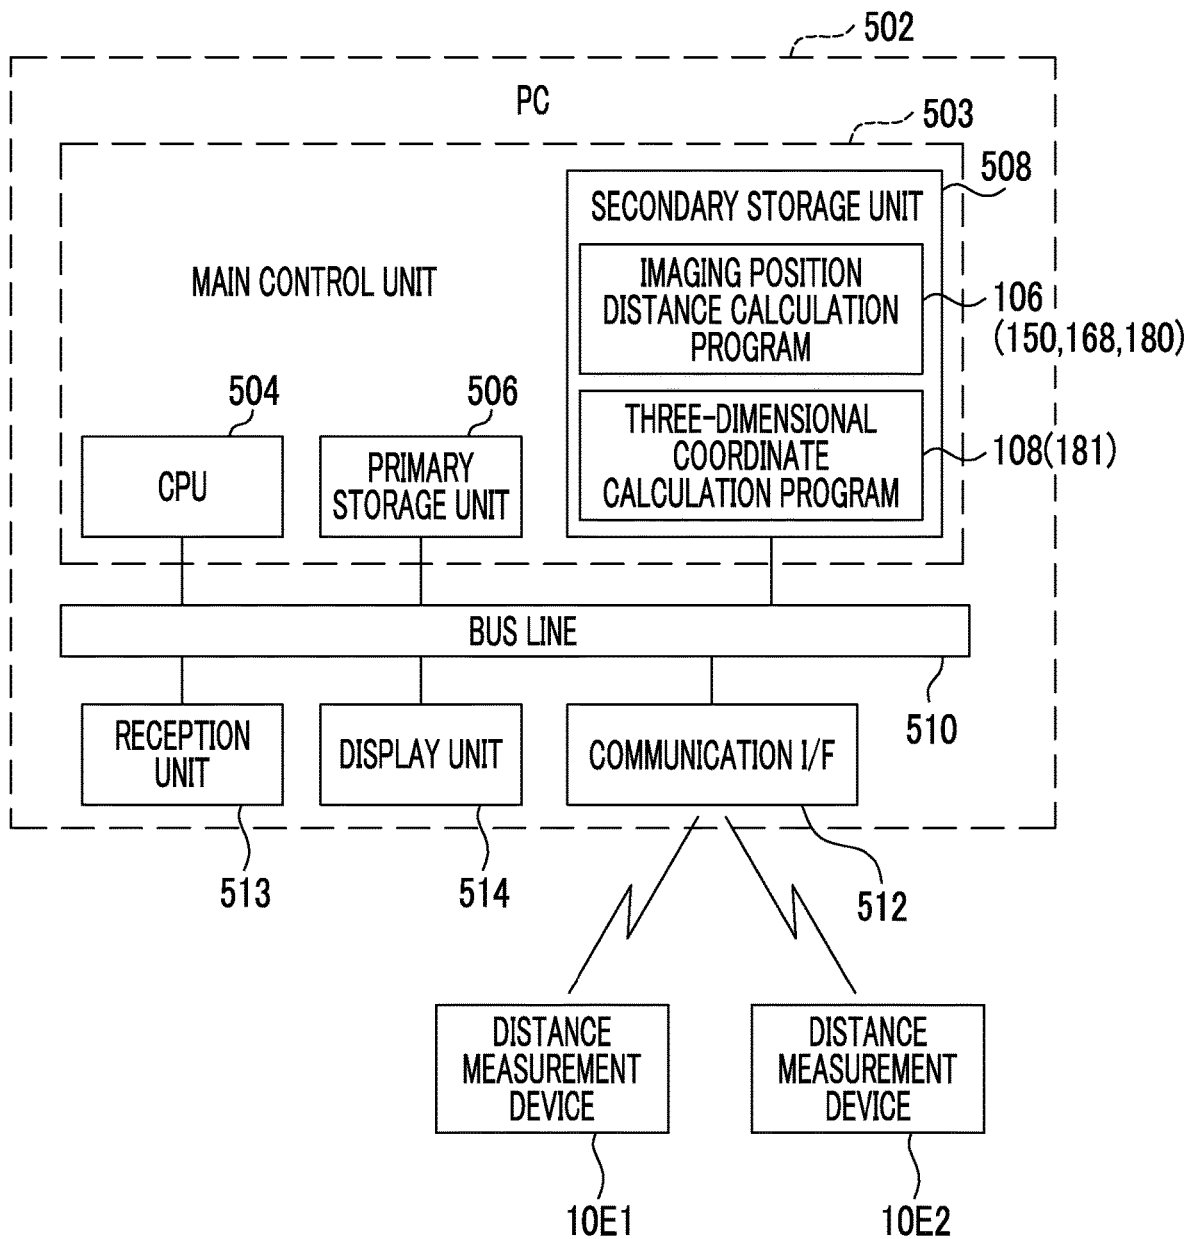 502
PC
503
508
SECONDARY STORAGE UNIT
MAIN CONTROL UNIT
IMAGING POSITION
DISTANCE CALCULATION
PROGRAM
106
(150,168,180)
504
506
CPU
PRIMARY
STORAGE UNIT
THREE-DIMENSIONAL
COORDINATE
CALCULATION PROGRAM
108(181)
BUS LINE
510
RECEPTION
UNIT
DISPLAY UNIT
COMMUNICATION I/F
513
514
512
DISTANCE
MEASUREMENT
DEVICE
DISTANCE
MEASUREMENT
DEVICE
10E1
10E2